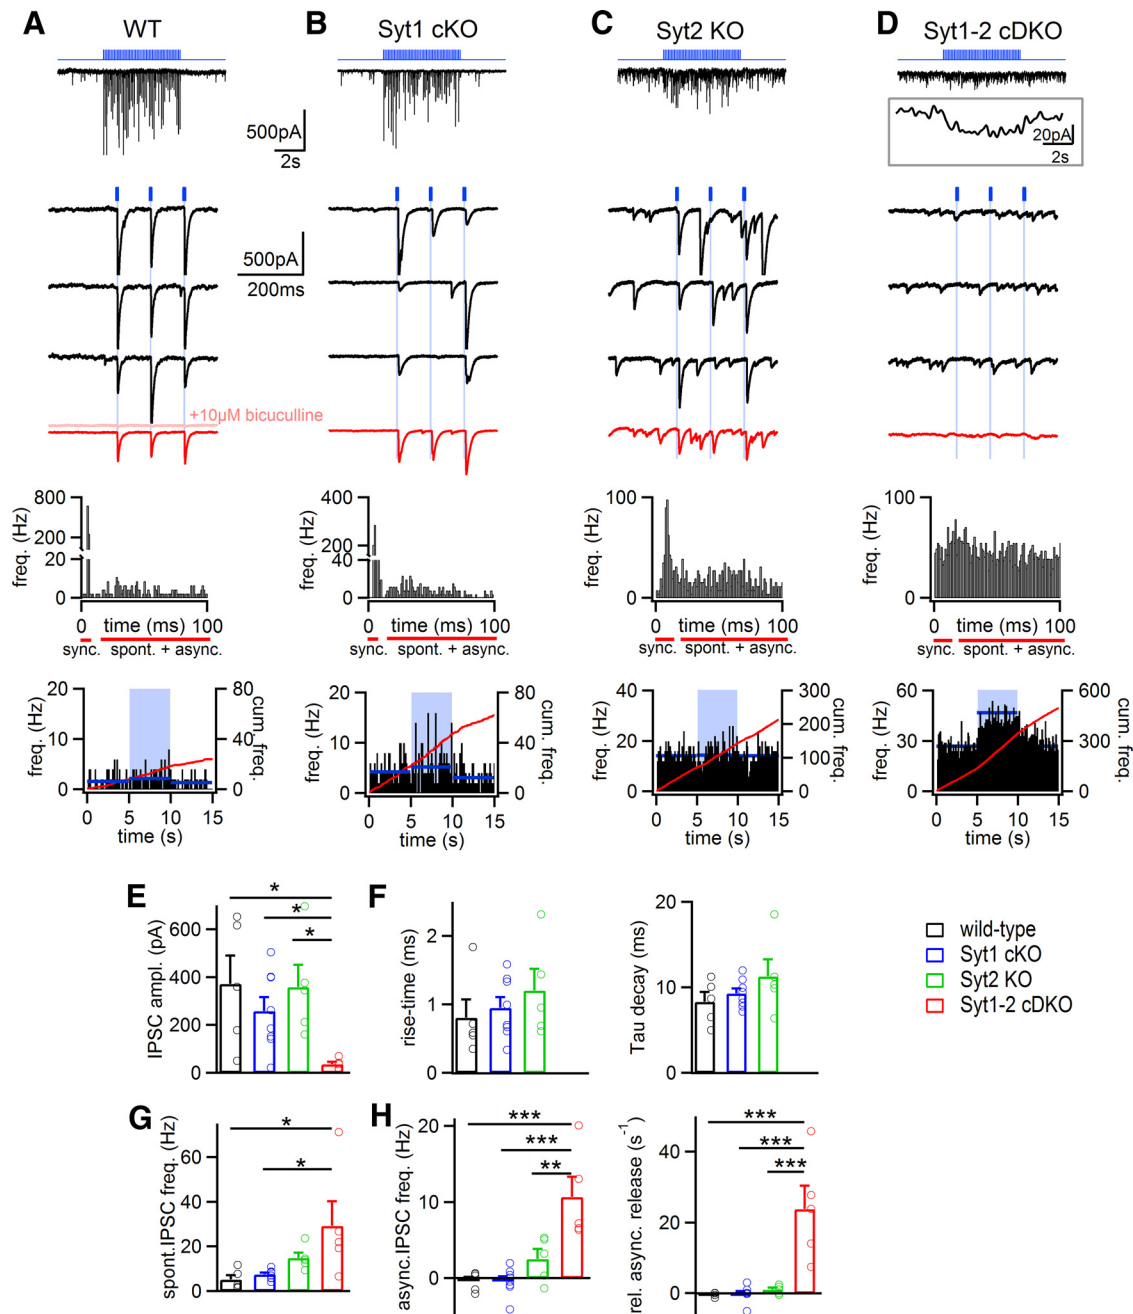 A
WT
B
Syt1 cKO
C
Syt2 KO
D
Syt1-2 cDKO
500pA
2s
20pA
2s
500pA
200ms
+10µM bicuculline
800
200
20
0
freq. (Hz)
0 time (ms) 100
sync. spont. + async.
400
200
40
0
freq. (Hz)
0 time (ms) 100
sync. spont. + async.
100
0
freq. (Hz)
0 time (ms) 100
sync. spont. + async.
100
0
freq. (Hz)
0 time (ms) 100
sync. spont. + async.
20
10
0
freq. (Hz)
80
40
0
cum. freq.
0 5 10 15
time (s)
20
10
0
freq. (Hz)
80
40
0
cum. freq.
0 5 10 15
time (s)
40
20
0
freq. (Hz)
300
200
100
0
cum. freq.
0 5 10 15
time (s)
60
30
0
freq. (Hz)
600
300
0
cum. freq.
0 5 10 15
time (s)
E
IPSC ampl. (pA)
600
400
200
0
*
*
*
F
rise-time (ms)
2
1
0
Tau decay (ms)
20
10
0
wild-type
Syt1 cKO
Syt2 KO
Syt1-2 cDKO
G
spont.IPSC freq. (Hz)
60
40
20
0
*
*
H
async.IPSC freq. (Hz)
20
10
0
***
***
**
rel. async. release (s⁻¹)
40
20
0
***
***
***